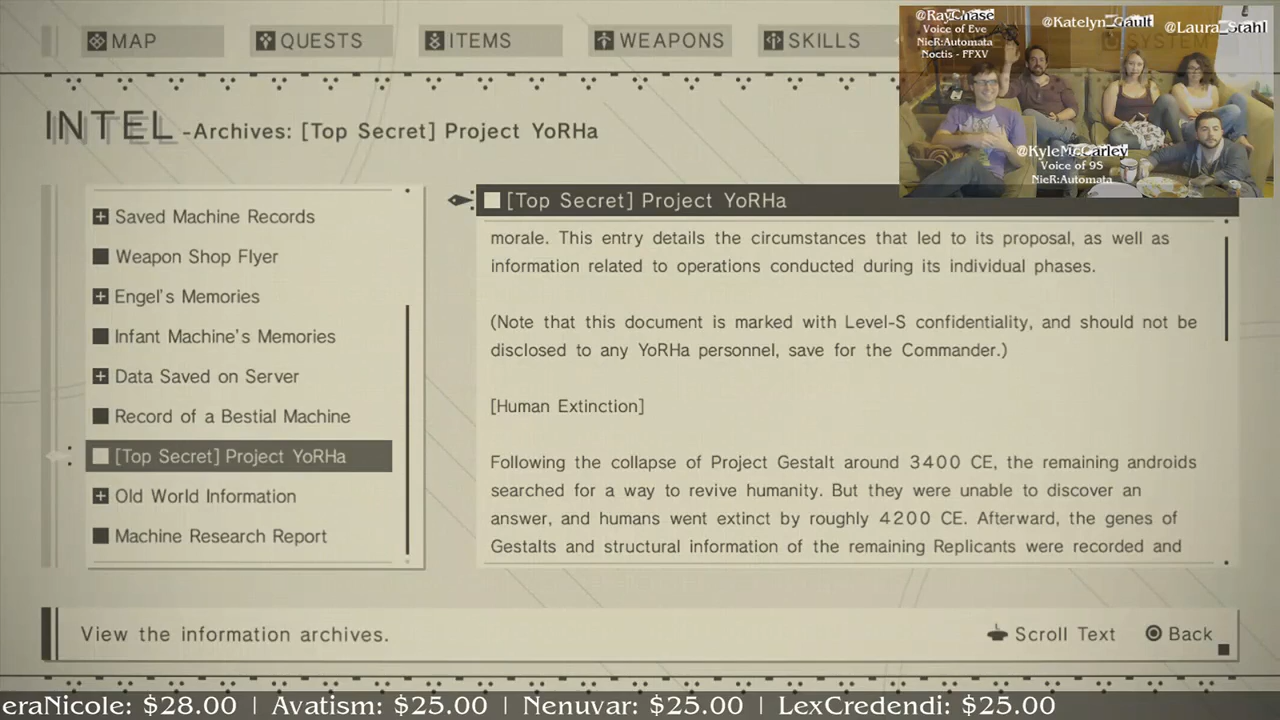 MAP
QUESTS
ITEMS
WEAPONS
SKILLS
SYSTEM
@RayChase
Voice of Eve
NieR:Automata
Noctis - FFXV
@Katelyn_Gault
@Laura_Stahl
@KyleMcCarley
Voice of 9S
NieR:Automata
INTEL -Archives: [Top Secret] Project YoRHa
Saved Machine Records
Weapon Shop Flyer
Engel's Memories
Infant Machine's Memories
Data Saved on Server
Record of a Bestial Machine
[Top Secret] Project YoRHa
Old World Information
Machine Research Report
[Top Secret] Project YoRHa
morale. This entry details the circumstances that led to its proposal, as well as
information related to operations conducted during its individual phases.
(Note that this document is marked with Level-S confidentiality, and should not be
disclosed to any YoRHa personnel, save for the Commander.)
[Human Extinction]
Following the collapse of Project Gestalt around 3400 CE, the remaining androids
searched for a way to revive humanity. But they were unable to discover an
answer, and humans went extinct by roughly 4200 CE. Afterward, the genes of
Gestalts and structural information of the remaining Replicants were recorded and
View the information archives.
Scroll Text
Back
eraNicole: $28.00 | Avatism: $25.00 | Nenuvar: $25.00 | LexCredendi: $25.00